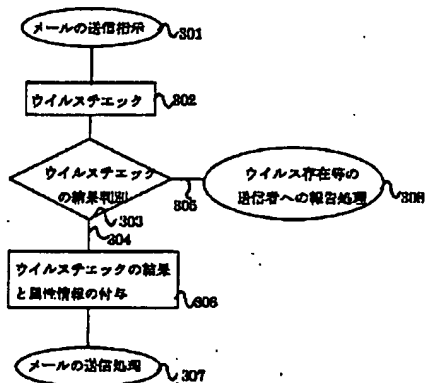 メールの送信指示
301
ウイルスチェック
302
ウイルスチェック
の結果判別
303
304
305
ウイルス存在等の
送信者への報告処理
308
ウイルスチェックの結果
と属性情報の付与
306
メールの送信処理
307